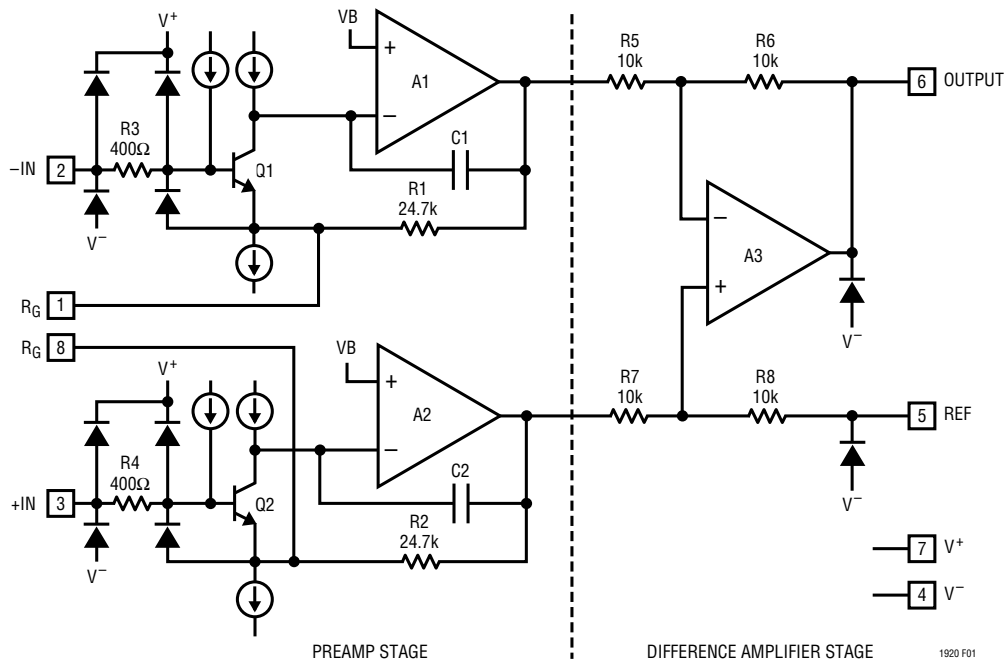 V+
VB
R5
10k
R6
10k
+
A1
6 OUTPUT
R3
400Ω
−
C1
–IN 2
Q1
R1
24.7k
V−
−
A3
+
RG 1
RG 8
V−
V+
VB
R7
10k
R8
10k
+
A2
5 REF
R4
400Ω
−
C2
+IN 3
Q2
R2
24.7k
V−
V−
7 V+
4 V−
PREAMP STAGE
DIFFERENCE AMPLIFIER STAGE
1920 F01